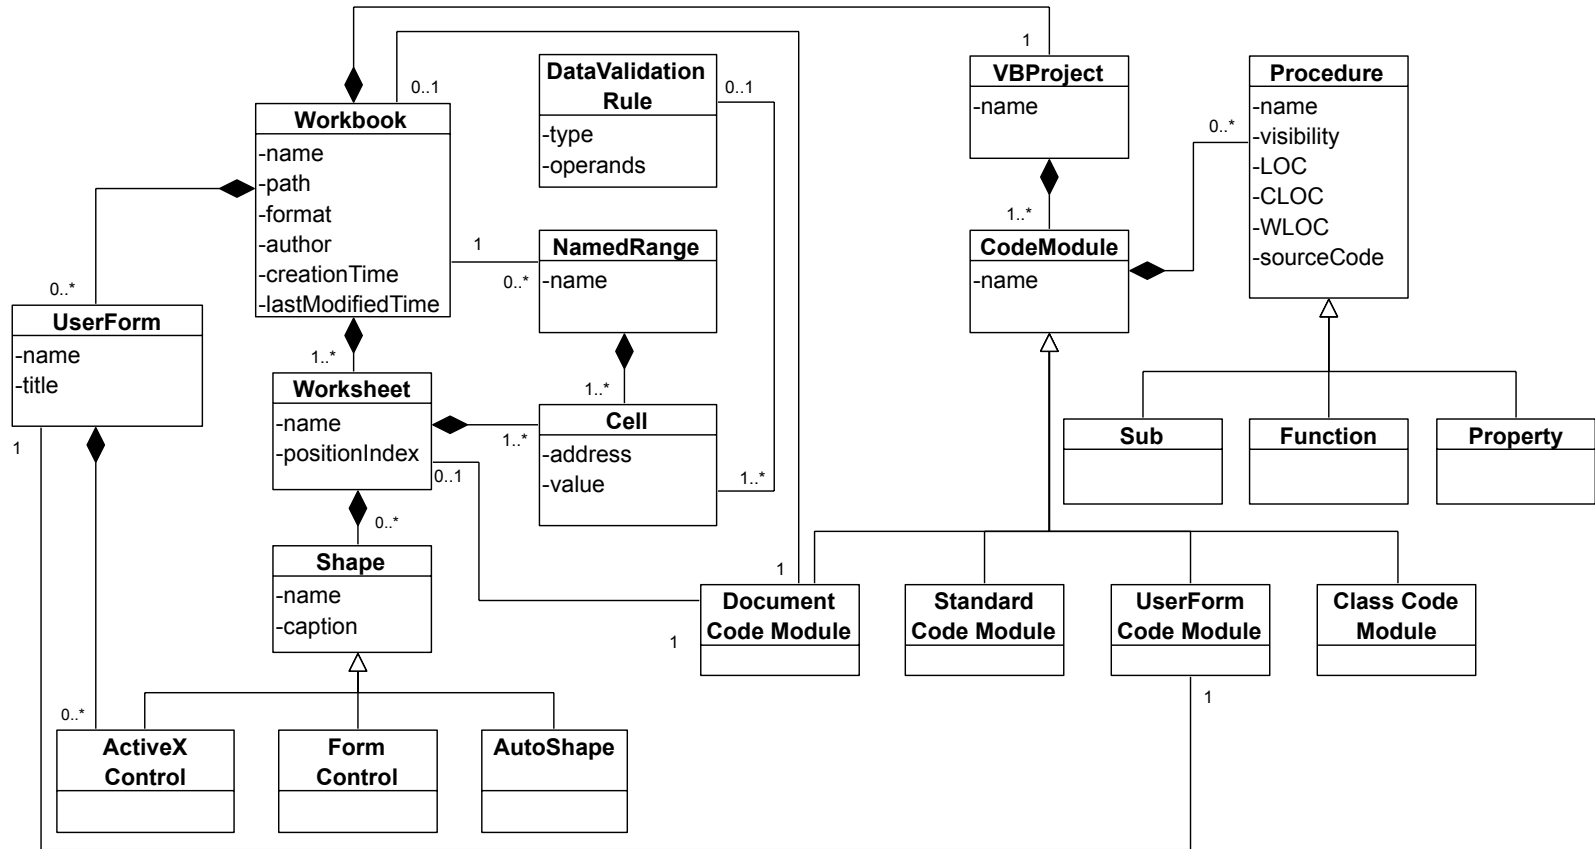 1
0..1
DataValidation
Rule
-type
-operands
0..1
VBProject
-name
Procedure
-name
-visibility
-LOC
-CLOC
-WLOC
-sourceCode
0..*
Workbook
-name
-path
-format
-author
-creationTime
-lastModifiedTime
1
0..*
NamedRange
-name
1..*
CodeModule
-name
0..*
UserForm
-name
-title
1
1..*
Worksheet
-name
-positionIndex
1..*
0..1
1..*
Cell
-address
-value
1..*
Sub
Function
Property
0..*
Shape
-name
-caption
1
1
Document
Code Module
Standard
Code Module
UserForm
Code Module
Class Code
Module
1
0..*
ActiveX
Control
Form
Control
AutoShape